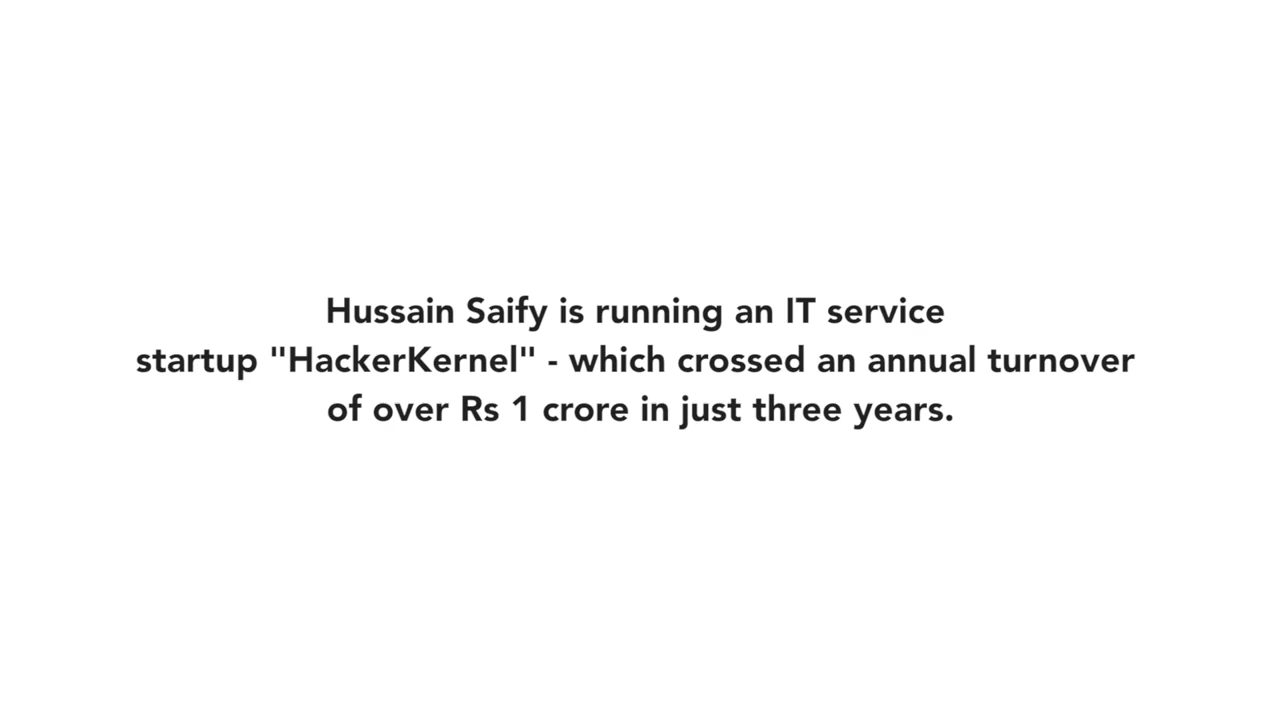 Hussain Saify is running an IT service
startup "HackerKernel" - which crossed an annual turnover
of over Rs 1 crore in just three years.